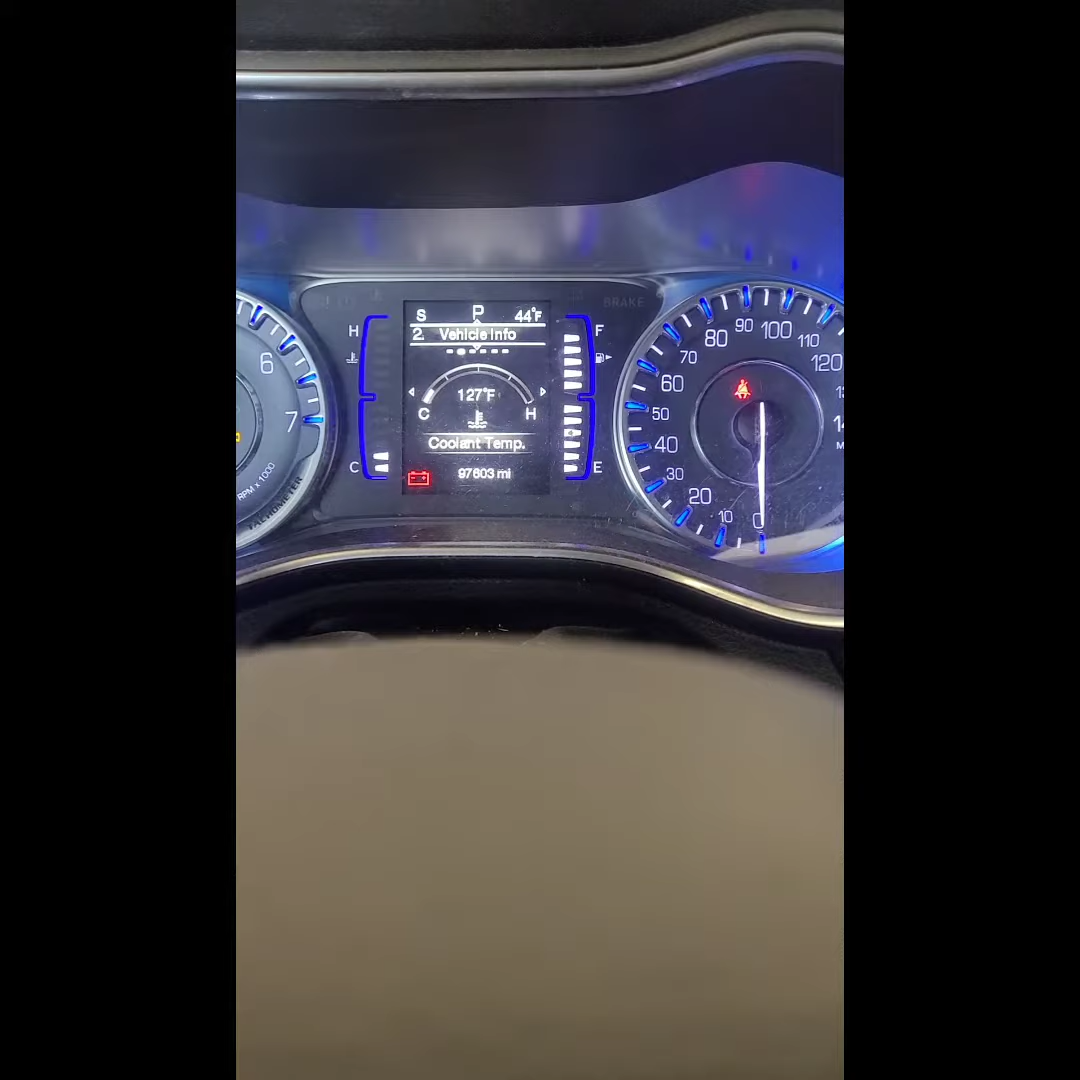 S P 44°F
2. Vehicle Info
127°F
C H
Coolant Temp.
97603 mi
H
C
F
E
BRAKE
6
7
RPM x 1000
TACHOMETER
0
10
20
30
40
50
60
70
80
90
100
110
120